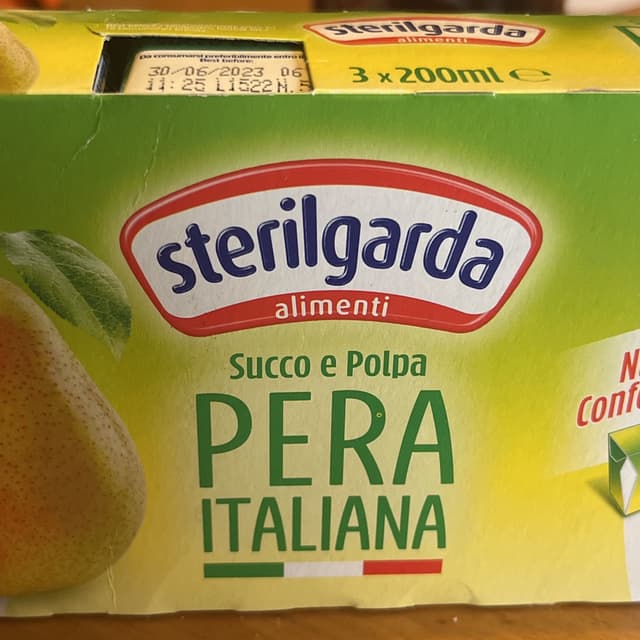 sterilgarda
alimenti
Da consumarsi preferibilmente entro il
Best before:
30/06/2023 06
11:25 L1522 N.
3 x 200ml ℮
sterilgarda
alimenti
Succo e Polpa
PERA
ITALIANA